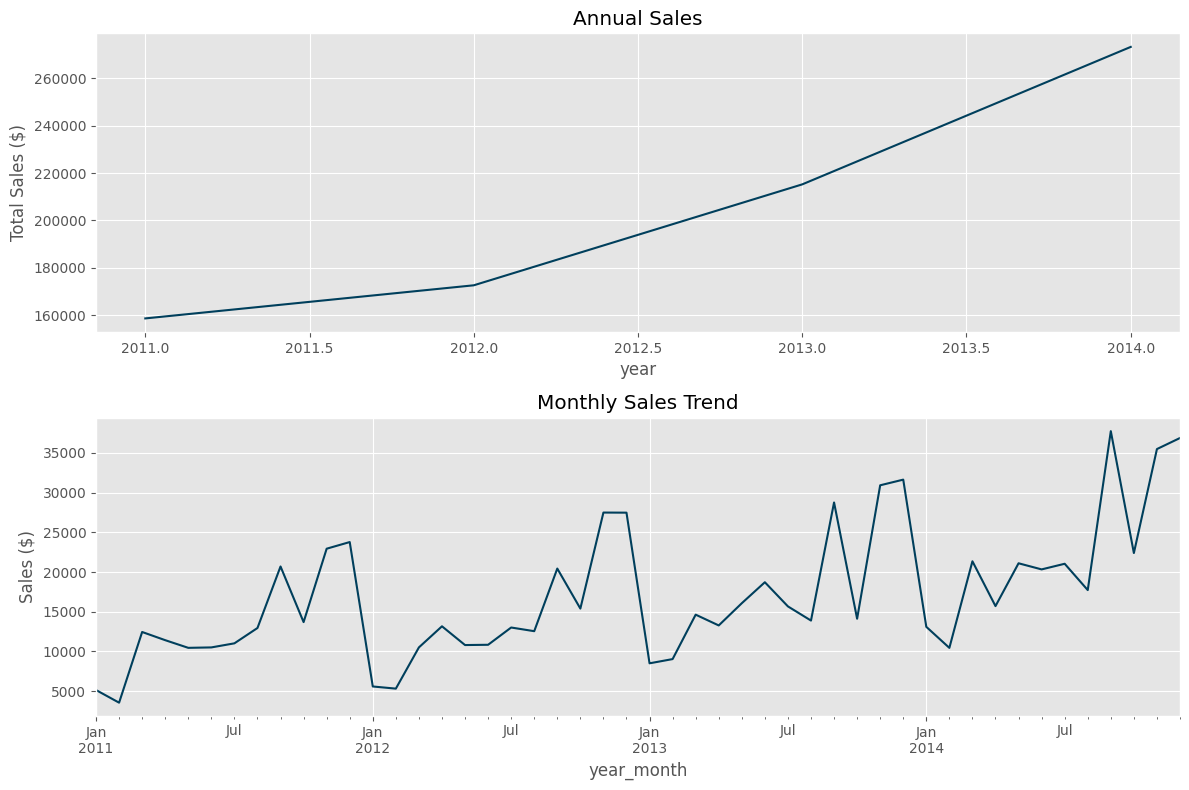 Annual Sales
Total Sales ($)
260000
240000
220000
200000
180000
160000
2011.0 2011.5 2012.0 2012.5 2013.0 2013.5 2014.0
year
Monthly Sales Trend
Sales ($)
35000
30000
25000
20000
15000
10000
5000
Jan Jul Jan Jul Jan Jul Jan Jul
2011 2012 2013 2014
year_month